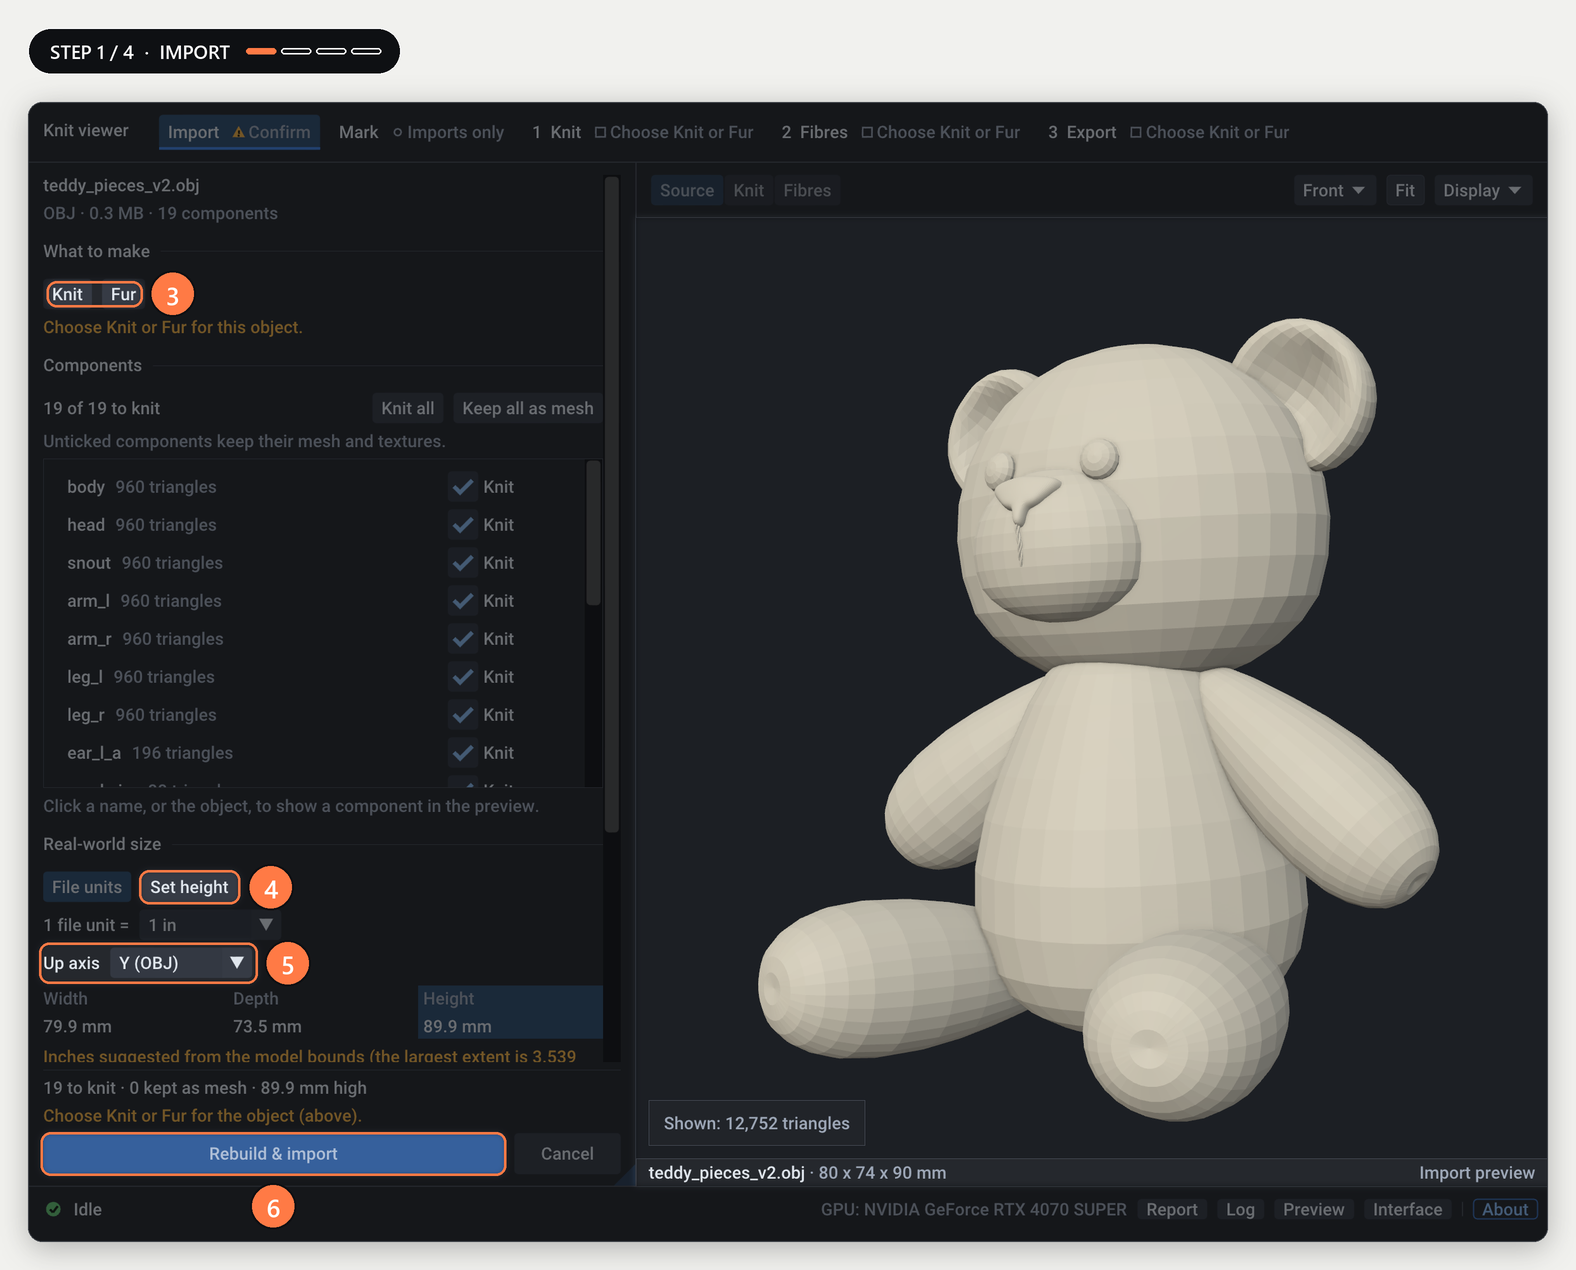 STEP 1 / 4 · IMPORT
Knit viewer
Import Confirm
Mark Imports only
1 Knit Choose Knit or Fur
2 Fibres Choose Knit or Fur
3 Export Choose Knit or Fur
teddy_pieces_v2.obj
OBJ · 0.3 MB · 19 components
What to make
Knit Fur 3
Choose Knit or Fur for this object.
Components
19 of 19 to knit Knit all Keep all as mesh
Unticked components keep their mesh and textures.
body 960 triangles Knit
head 960 triangles Knit
snout 960 triangles Knit
arm_l 960 triangles Knit
arm_r 960 triangles Knit
leg_l 960 triangles Knit
leg_r 960 triangles Knit
ear_l_a 196 triangles Knit
Click a name, or the object, to show a component in the preview.
Real-world size
File units Set height 4
1 file unit = 1 in
Up axis Y (OBJ) 5
Width Depth Height
79.9 mm 73.5 mm 89.9 mm
Inches suggested from the model bounds (the largest extent is 3.539
19 to knit · 0 kept as mesh · 89.9 mm high
Choose Knit or Fur for the object (above).
Rebuild & import Cancel
6
Source Knit Fibres Front Fit Display
Shown: 12,752 triangles
teddy_pieces_v2.obj · 80 x 74 x 90 mm Import preview
Idle GPU: NVIDIA GeForce RTX 4070 SUPER Report Log Preview Interface About